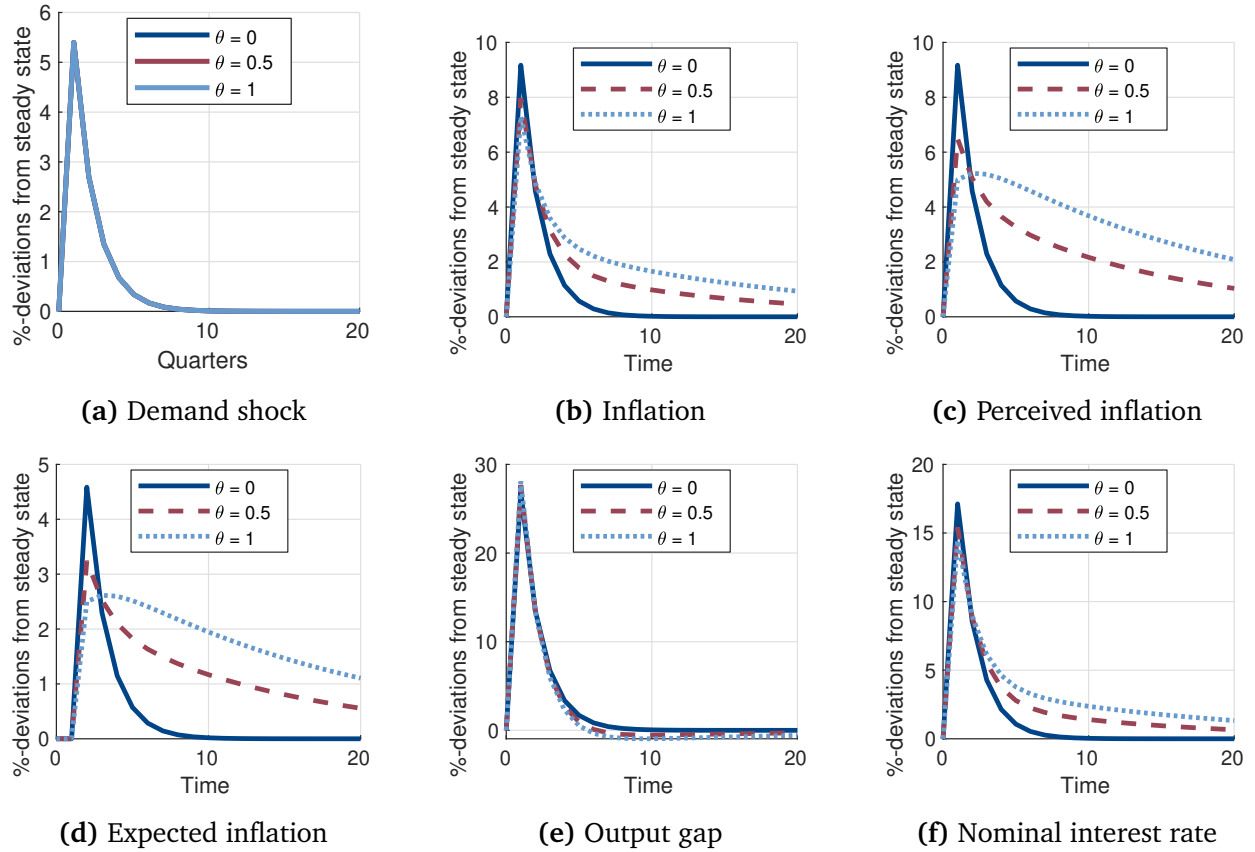 %-deviations from steady state
6
5
4
3
2
1
0
0
10
20
θ = 0
θ = 0.5
θ = 1
Quarters
(a) Demand shock
%-deviations from steady state
10
8
6
4
2
0
0
10
20
θ = 0
θ = 0.5
θ = 1
Time
(b) Inflation
%-deviations from steady state
10
8
6
4
2
0
0
10
20
θ = 0
θ = 0.5
θ = 1
Time
(c) Perceived inflation
%-deviations from steady state
5
4
3
2
1
0
0
10
20
θ = 0
θ = 0.5
θ = 1
Time
(d) Expected inflation
%-deviations from steady state
30
20
10
0
0
10
20
θ = 0
θ = 0.5
θ = 1
Time
(e) Output gap
%-deviations from steady state
20
15
10
5
0
0
10
20
θ = 0
θ = 0.5
θ = 1
Time
(f) Nominal interest rate